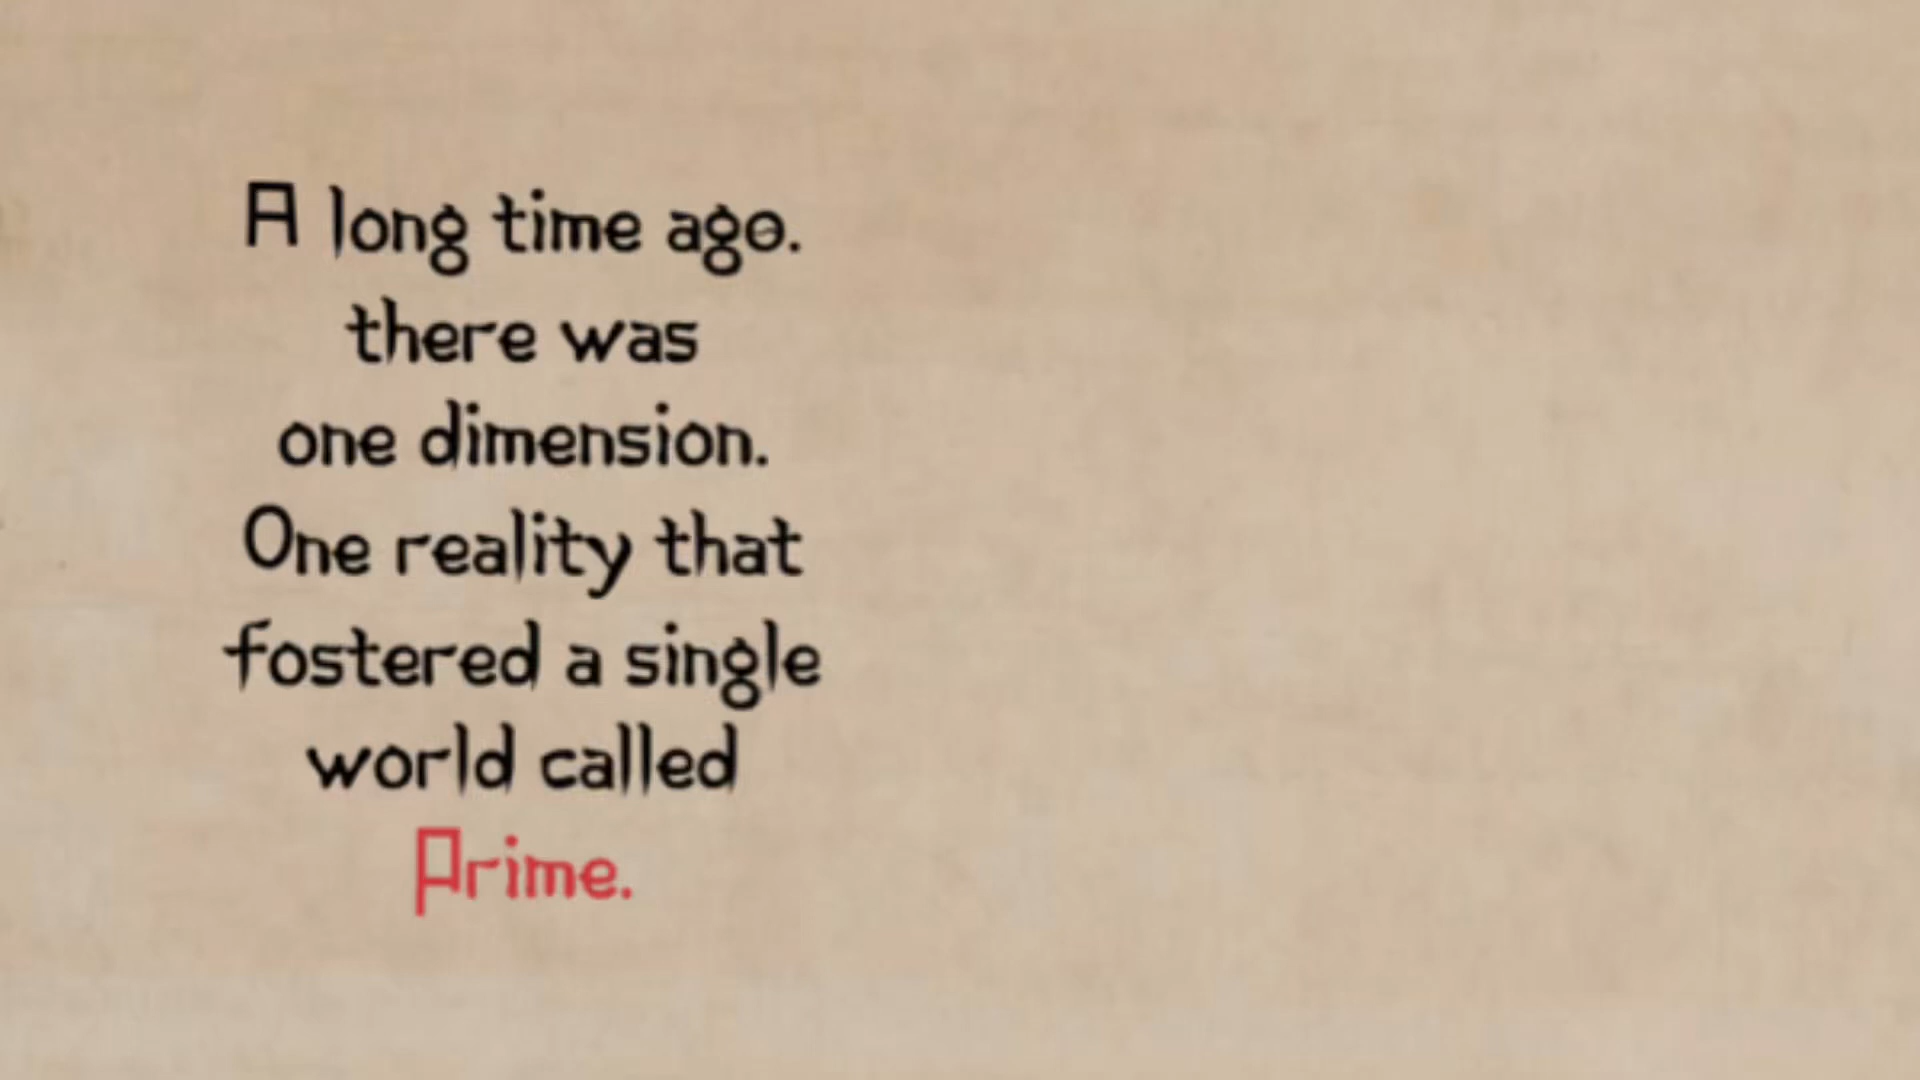 A long time ago.
there was
one dimension.
One reality that
fostered a single
world called
Prime.